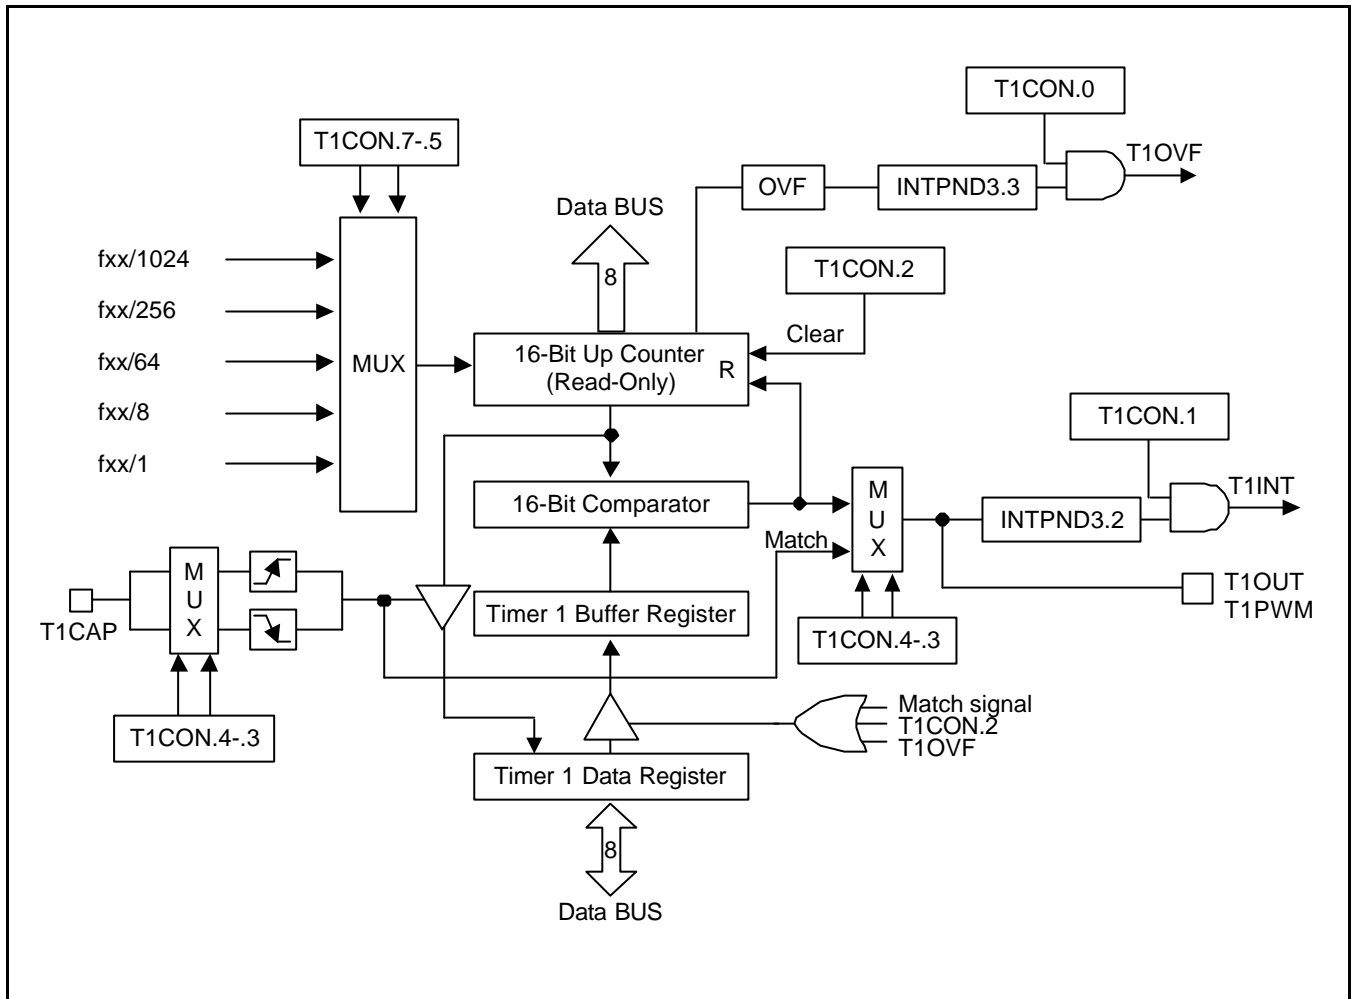 T1CON.0
T1CON.7-.5
T1OVF
OVF
INTPND3.3
Data BUS
8
fxx/1024
T1CON.2
fxx/256
Clear
fxx/64
MUX
16-Bit Up Counter
(Read-Only)
R
fxx/8
T1CON.1
fxx/1
16-Bit Comparator
MUX
T1INT
INTPND3.2
Match
MUX
T1CAP
Timer 1 Buffer Register
T1OUT
T1PWM
T1CON.4-.3
T1CON.4-.3
Match signal
T1CON.2
T1OVF
Timer 1 Data Register
8
Data BUS